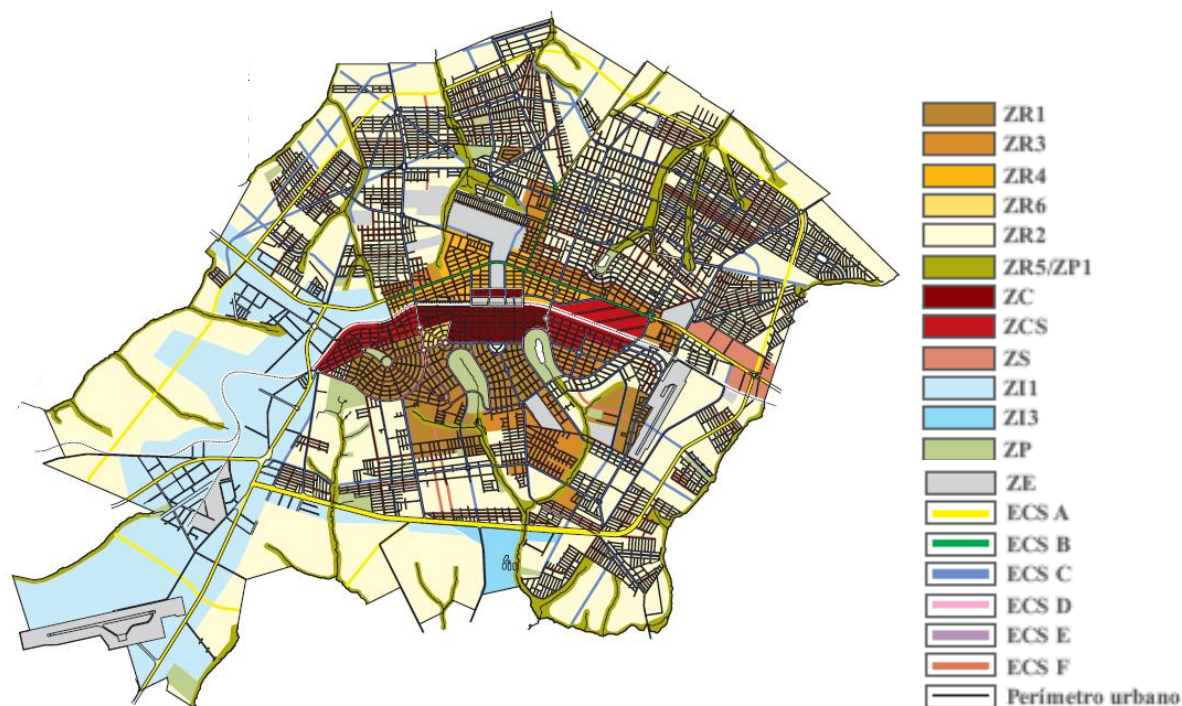 ZR1
ZR3
ZR4
ZR6
ZR2
ZR5/ZP1
ZC
ZCS
ZS
ZI1
ZI3
ZP
ZE
ECS A
ECS B
ECS C
ECS D
ECS E
ECS F
Perímetro urbano